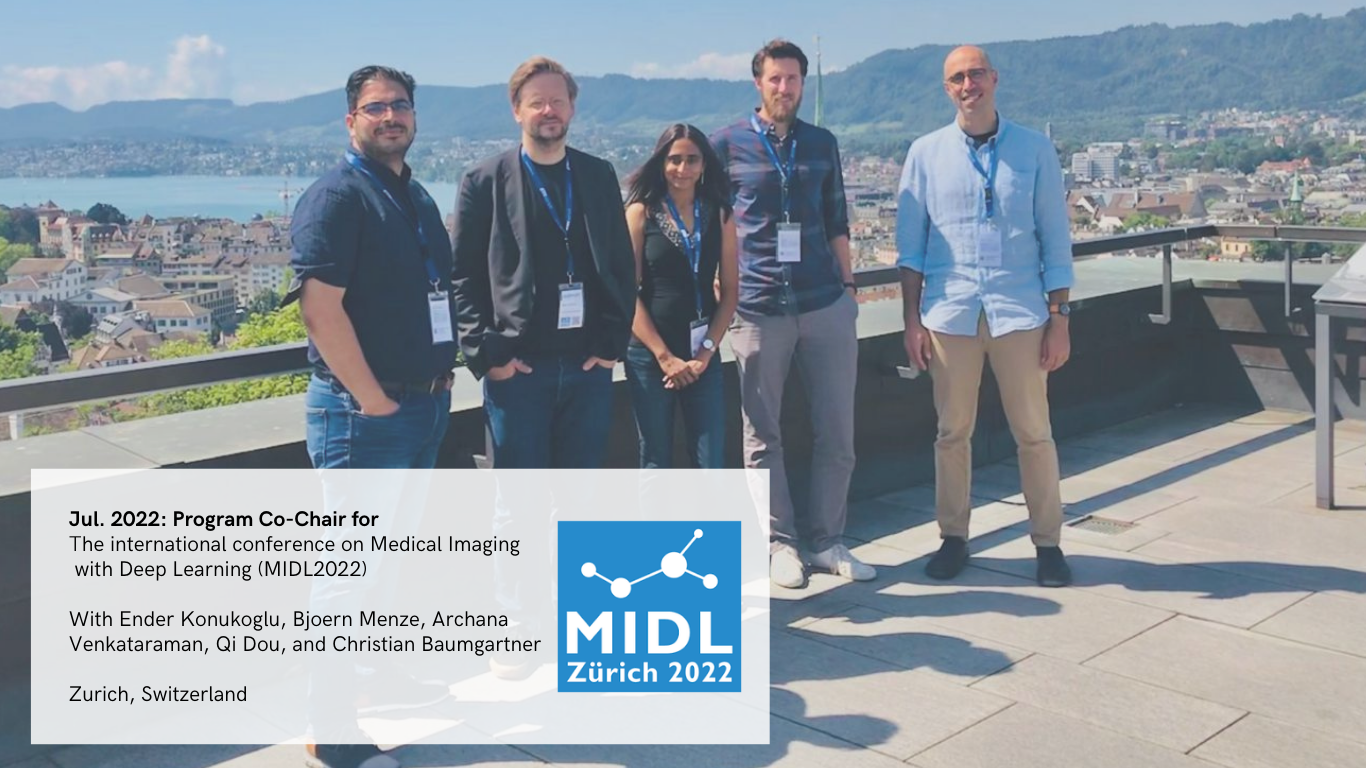 Jul. 2022: Program Co-Chair for
The international conference on Medical Imaging
with Deep Learning (MIDL2022)
With Ender Konukoglu, Bjoern Menze, Archana
Venkataraman, Qi Dou, and Christian Baumgartner
Zurich, Switzerland
MIDL
Zürich 2022